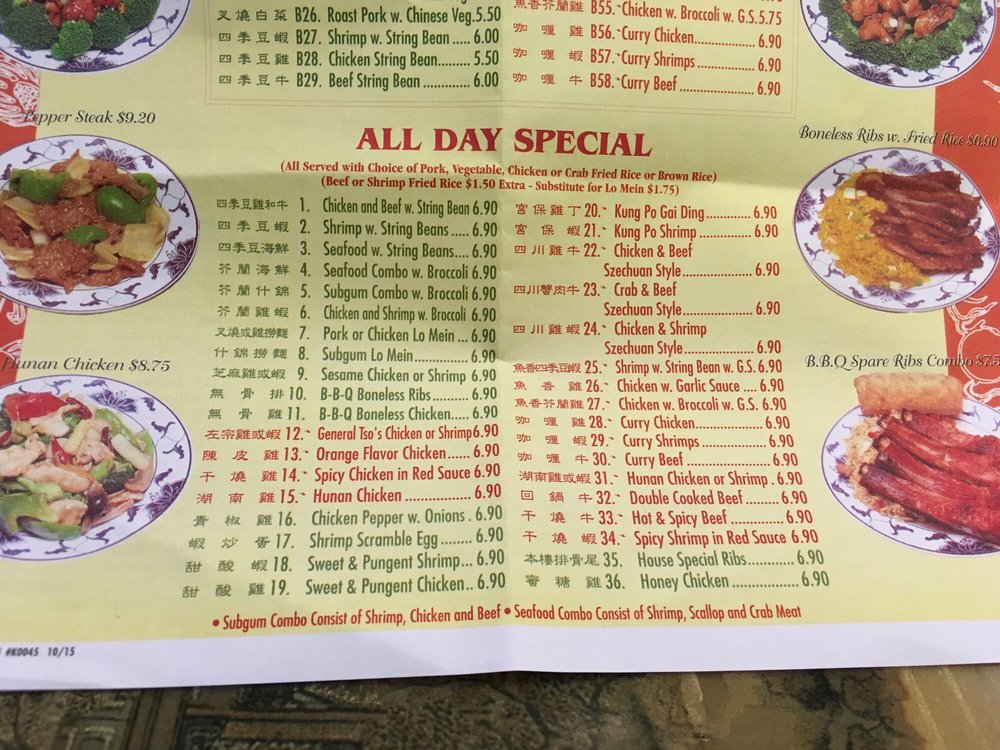 叉燒白菜 B26. Roast Pork w. Chinese Veg. 5.50
四季豆蝦 B27. Shrimp w. String Bean ..... 6.00
四季豆雞 B28. Chicken String Bean......... 5.50
四季豆牛 B29. Beef String Bean ............ 6.00
魚香芥蘭雞 B55. Chicken w. Broccoli w. G.S. 5.75
咖喱雞 B56. Curry Chicken................ 6.90
咖喱蝦 B57. Curry Shrimps ............... 6.90
咖喱牛 B58. Curry Beef .................... 6.90
Pepper Steak $9.20
Boneless Ribs w. Fried Rice $6.90
Hunan Chicken $8.75
B.B.Q Spare Ribs Combo $7.5
ALL DAY SPECIAL
(All Served with Choice of Pork, Vegetable, Chicken or Crab Fried Rice or Brown Rice)
(Beef or Shrimp Fried Rice $1.50 Extra - Substitute for Lo Mein $1.75)
四季豆雞和牛 1. Chicken and Beef w. String Bean 6.90
四季豆蝦 2. Shrimp w. String Beans..... 6.90
四季豆海鮮 3. Seafood w. String Beans.... 6.90
芥蘭海鮮 4. Seafood Combo w. Broccoli 6.90
芥蘭什錦 5. Subgum Combo w. Broccoli 6.90
芥蘭雞蝦 6. Chicken and Shrimp w. Broccoli 6.90
叉燒或雞撈麵 7. Pork or Chicken Lo Mein ... 6.90
什錦撈麵 8. Subgum Lo Mein.............. 6.90
芝麻雞或蝦 9. Sesame Chicken or Shrimp 6.90
無骨排 10. B-B-Q Boneless Ribs.......... 6.90
無骨雞 11. B-B-Q Boneless Chicken..... 6.90
左宗雞或蝦 12. General Tso's Chicken or Shrimp 6.90
陳皮雞 13. Orange Flavor Chicken...... 6.90
干燒雞 14. Spicy Chicken in Red Sauce 6.90
湖南雞 15. Hunan Chicken ................ 6.90
青椒雞 16. Chicken Pepper w. Onions . 6.90
蝦炒蛋 17. Shrimp Scramble Egg ........ 6.90
甜酸蝦 18. Sweet & Pungent Shrimp... 6.90
甜酸雞 19. Sweet & Pungent Chicken.. 6.90
宮保雞丁 20. Kung Po Gai Ding............. 6.90
宮保蝦 21. Kung Po Shrimp .............. 6.90
四川雞牛 22. Chicken & Beef
Szechuan Style..................... 6.90
四川蟹肉牛 23. Crab & Beef
Szechuan Style..................... 6.90
四川雞蝦 24. Chicken & Shrimp
Szechuan Style..................... 6.90
魚香四季豆蝦 25. Shrimp w. String Bean w. G.S. 6.90
魚香雞 26. Chicken w. Garlic Sauce .... 6.90
魚香芥蘭雞 27. Chicken w. Broccoli w. G.S. 6.90
咖喱雞 28. Curry Chicken................. 6.90
咖喱蝦 29. Curry Shrimps ................ 6.90
咖喱牛 30. Curry Beef .................... 6.90
湖南雞或蝦 31. Hunan Chicken or Shrimp . 6.90
回鍋牛 32. Double Cooked Beef......... 6.90
干燒牛 33. Hot & Spicy Beef ............. 6.90
干燒蝦 34. Spicy Shrimp in Red Sauce 6.90
本樓排骨尾 35. House Special Ribs............ 6.90
蜜糖雞 36. Honey Chicken ............... 6.90
• Subgum Combo Consist of Shrimp, Chicken and Beef • Seafood Combo Consist of Shrimp, Scallop and Crab Meat
#KD045 10/15